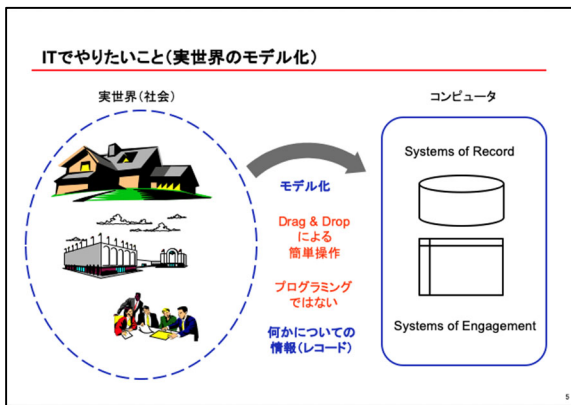 ITでやりたいこと（実世界のモデル化）
実世界（社会）
コンピュータ
モデル化
Drag & Drop
による
簡単操作
プログラミング
ではない
何かについての
情報（レコード）
Systems of Record
Systems of Engagement
5